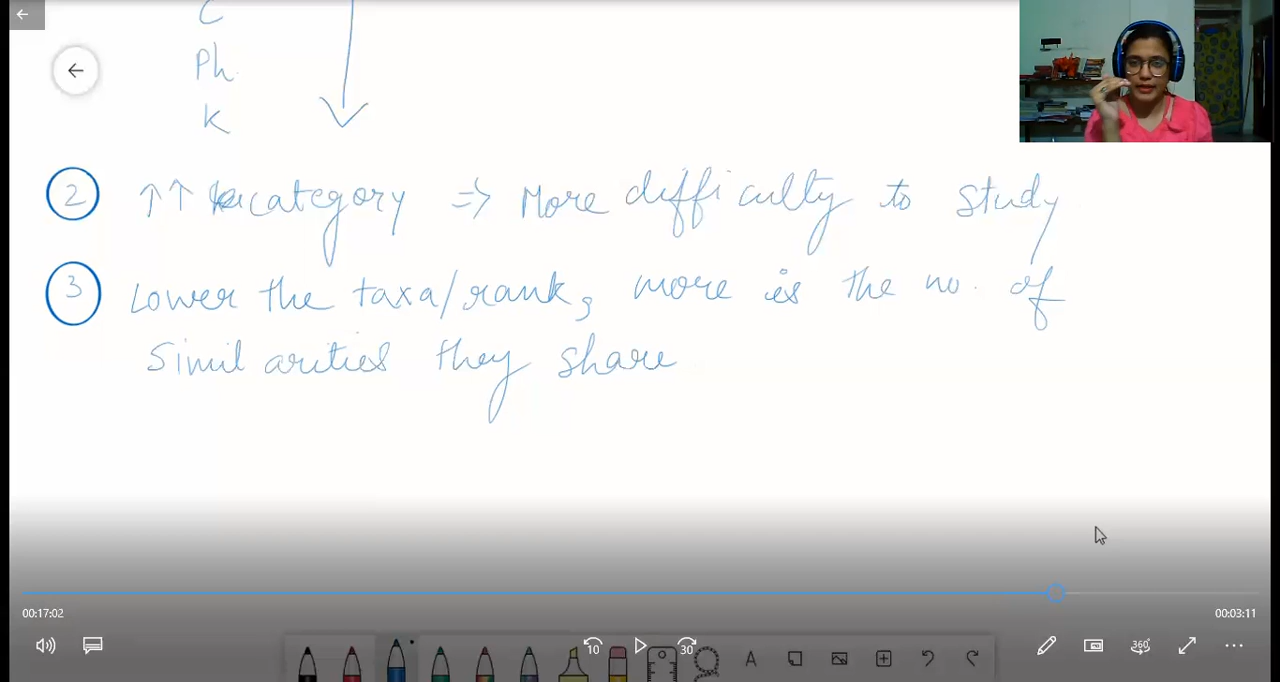 C
Ph.
K
2 ↑↑ category => More difficulty to study
3 Lower the taxa/rank, more is the no. of
similarities they share
00:17:02
00:03:11
10
30
360
A